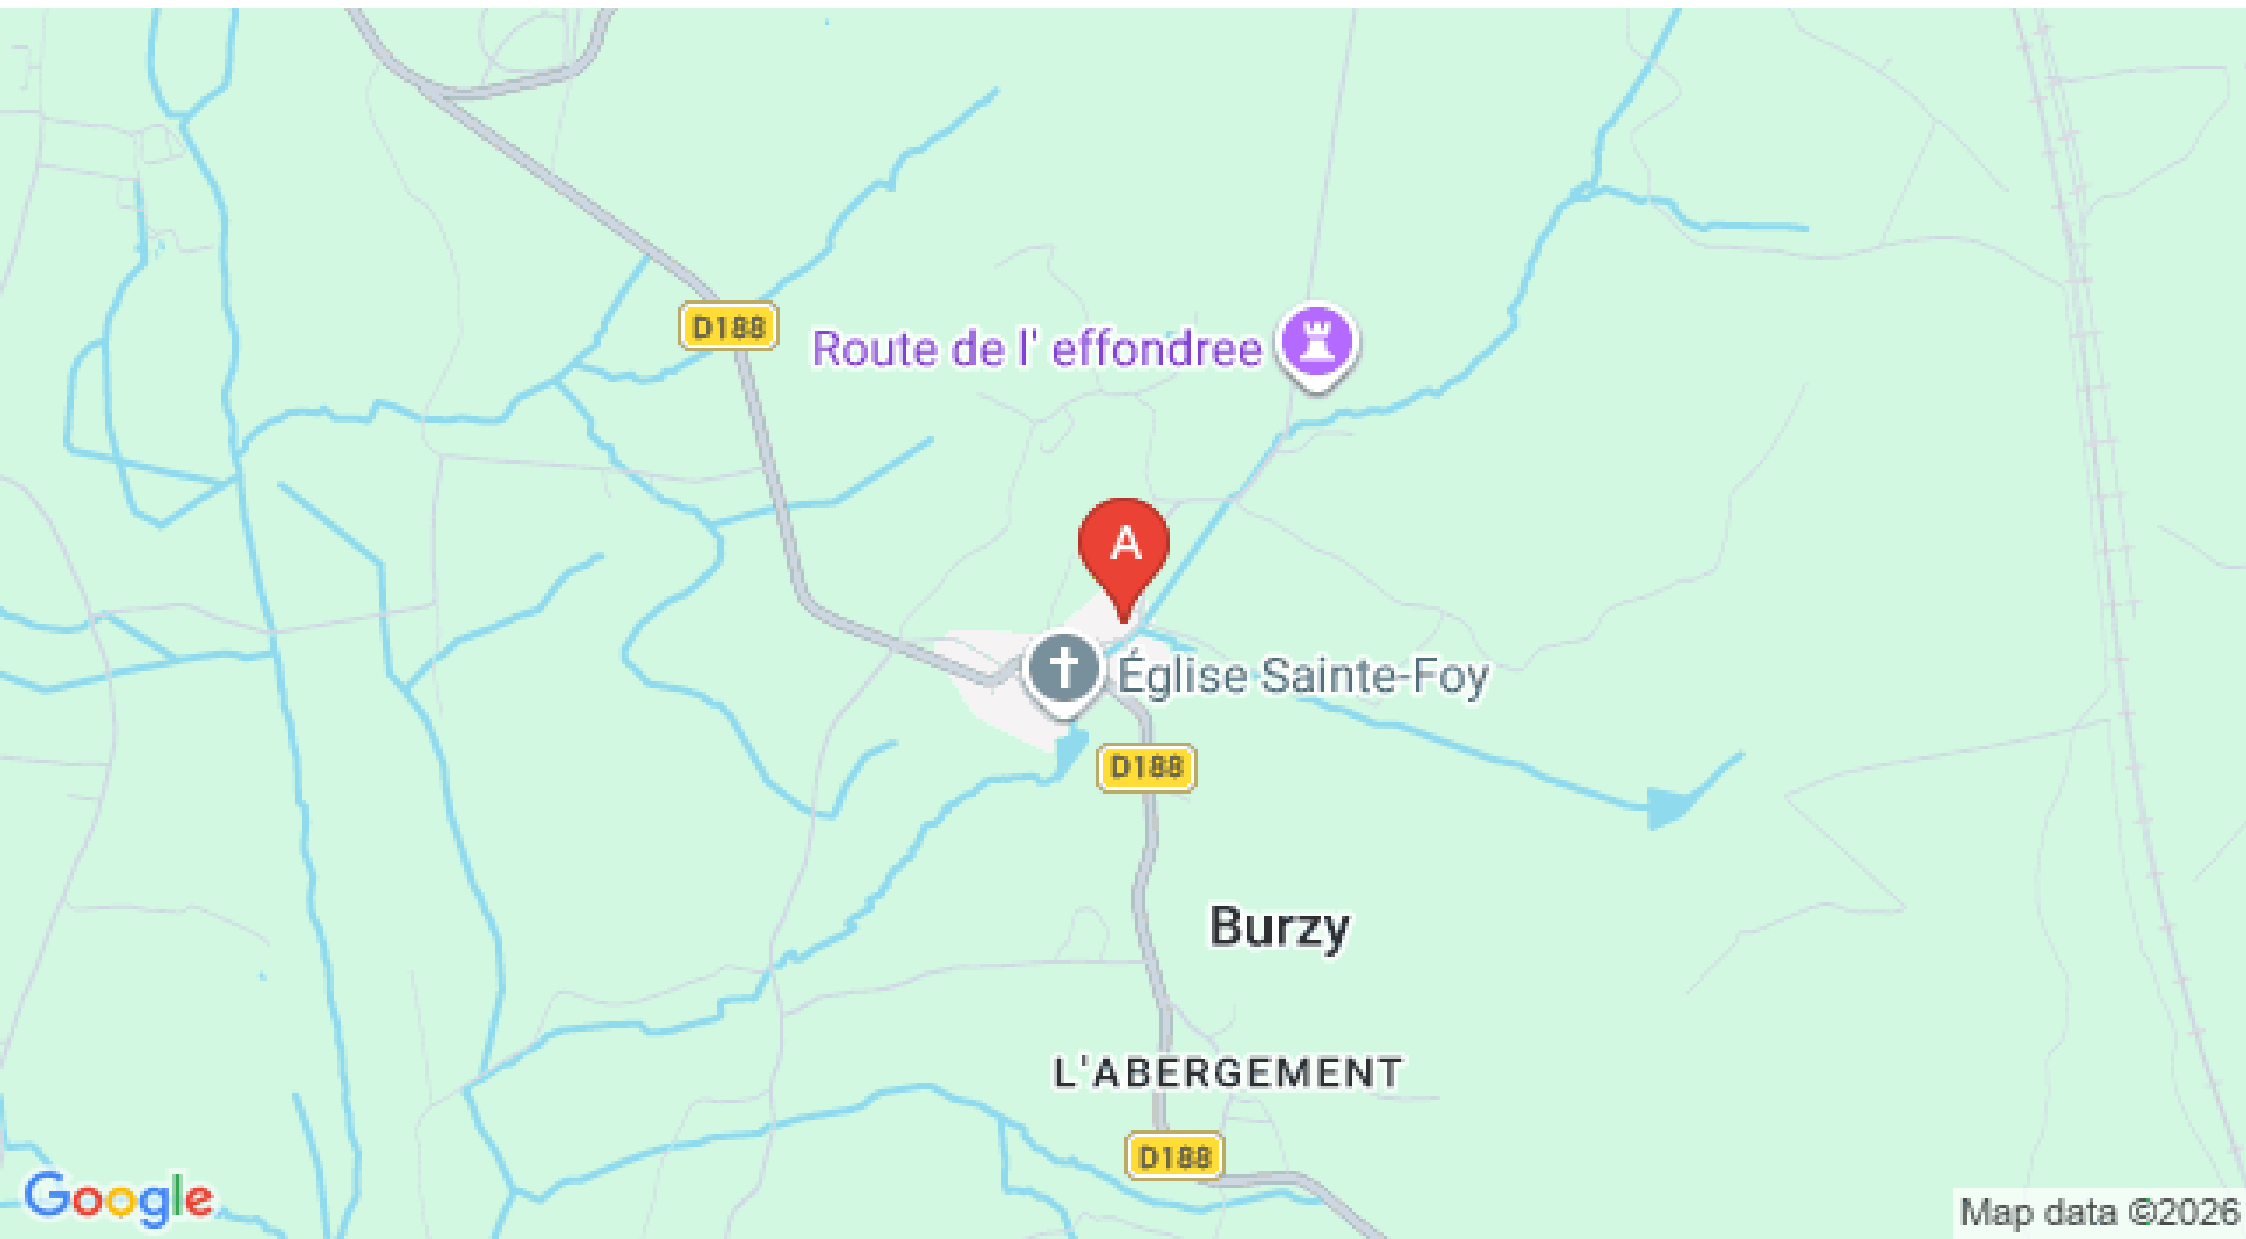 D188
Route de l' effondree
A
Église Sainte-Foy
D188
Burzy
L'ABERGEMENT
D188
Google
Map data ©2026